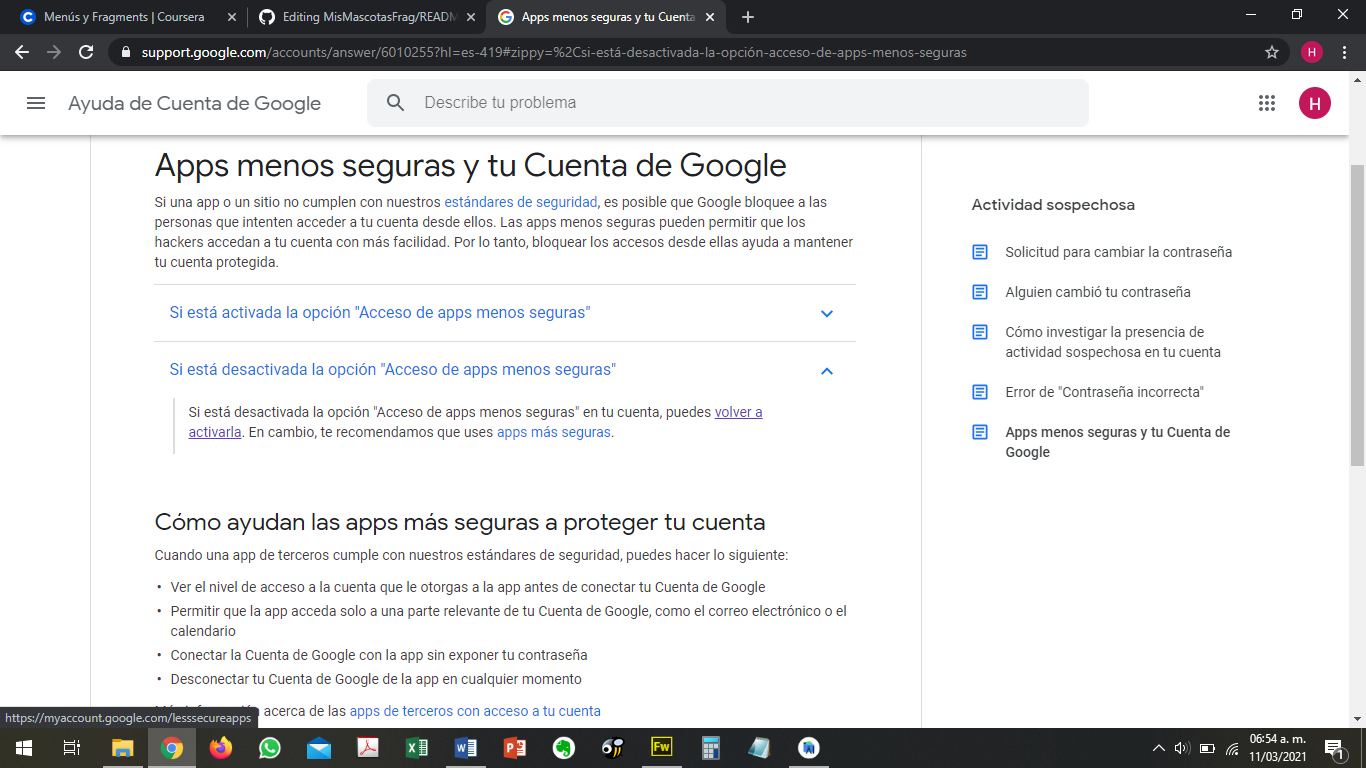 Menús y Fragments | Coursera
Editing MisMascotasFrag/READM
Apps menos seguras y tu Cuenta
support.google.com/accounts/answer/6010255?hl=es-419#zippy=%2Csi-está-desactivada-la-opción-acceso-de-apps-menos-seguras
H
Ayuda de Cuenta de Google
Describe tu problema
H
Apps menos seguras y tu Cuenta de Google
Si una app o un sitio no cumplen con nuestros estándares de seguridad, es posible que Google bloquee a las
personas que intenten acceder a tu cuenta desde ellos. Las apps menos seguras pueden permitir que los
hackers accedan a tu cuenta con más facilidad. Por lo tanto, bloquear los accesos desde ellas ayuda a mantener
tu cuenta protegida.
Si está activada la opción "Acceso de apps menos seguras"
Si está desactivada la opción "Acceso de apps menos seguras"
Si está desactivada la opción "Acceso de apps menos seguras" en tu cuenta, puedes volver a
activarla. En cambio, te recomendamos que uses apps más seguras.
Cómo ayudan las apps más seguras a proteger tu cuenta
Cuando una app de terceros cumple con nuestros estándares de seguridad, puedes hacer lo siguiente:
• Ver el nivel de acceso a la cuenta que le otorgas a la app antes de conectar tu Cuenta de Google
• Permitir que la app acceda solo a una parte relevante de tu Cuenta de Google, como el correo electrónico o el
calendario
• Conectar la Cuenta de Google con la app sin exponer tu contraseña
• Desconectar tu Cuenta de Google de la app en cualquier momento
acerca de las apps de terceros con acceso a tu cuenta
Actividad sospechosa
Solicitud para cambiar la contraseña
Alguien cambió tu contraseña
Cómo investigar la presencia de
actividad sospechosa en tu cuenta
Error de "Contraseña incorrecta"
Apps menos seguras y tu Cuenta de
Google
https://myaccount.google.com/lesssecureapps
Fw
06:54 a. m.
11/03/2021
1